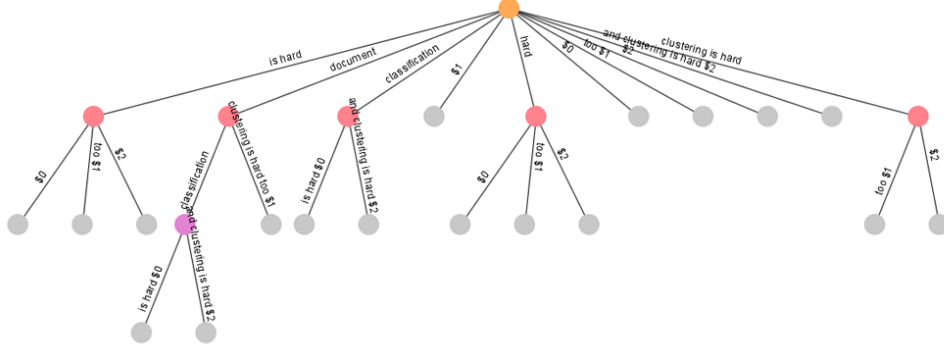 is hard
document
classification
$1
hard
$0
too $1
$2
and clustering is hard $2
clustering is hard
$0
too $1
$2
classification
clustering is hard too $1
is hard $0
and clustering is hard $2
$0
too $1
$2
too $1
$2
is hard $0
and clustering is hard $2